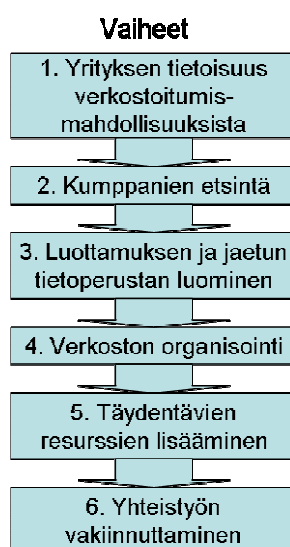 Vaiheet
1. Yrityksen tietoisuus
verkostoitumis-
mahdollisuuksista
2. Kumppanien etsintä
3. Luottamuksen ja jaetun
tietoperustan luominen
4. Verkoston organisointi
5. Täydentävien
resurssien lisääminen
6. Yhteistyön
vakiinnuttaminen